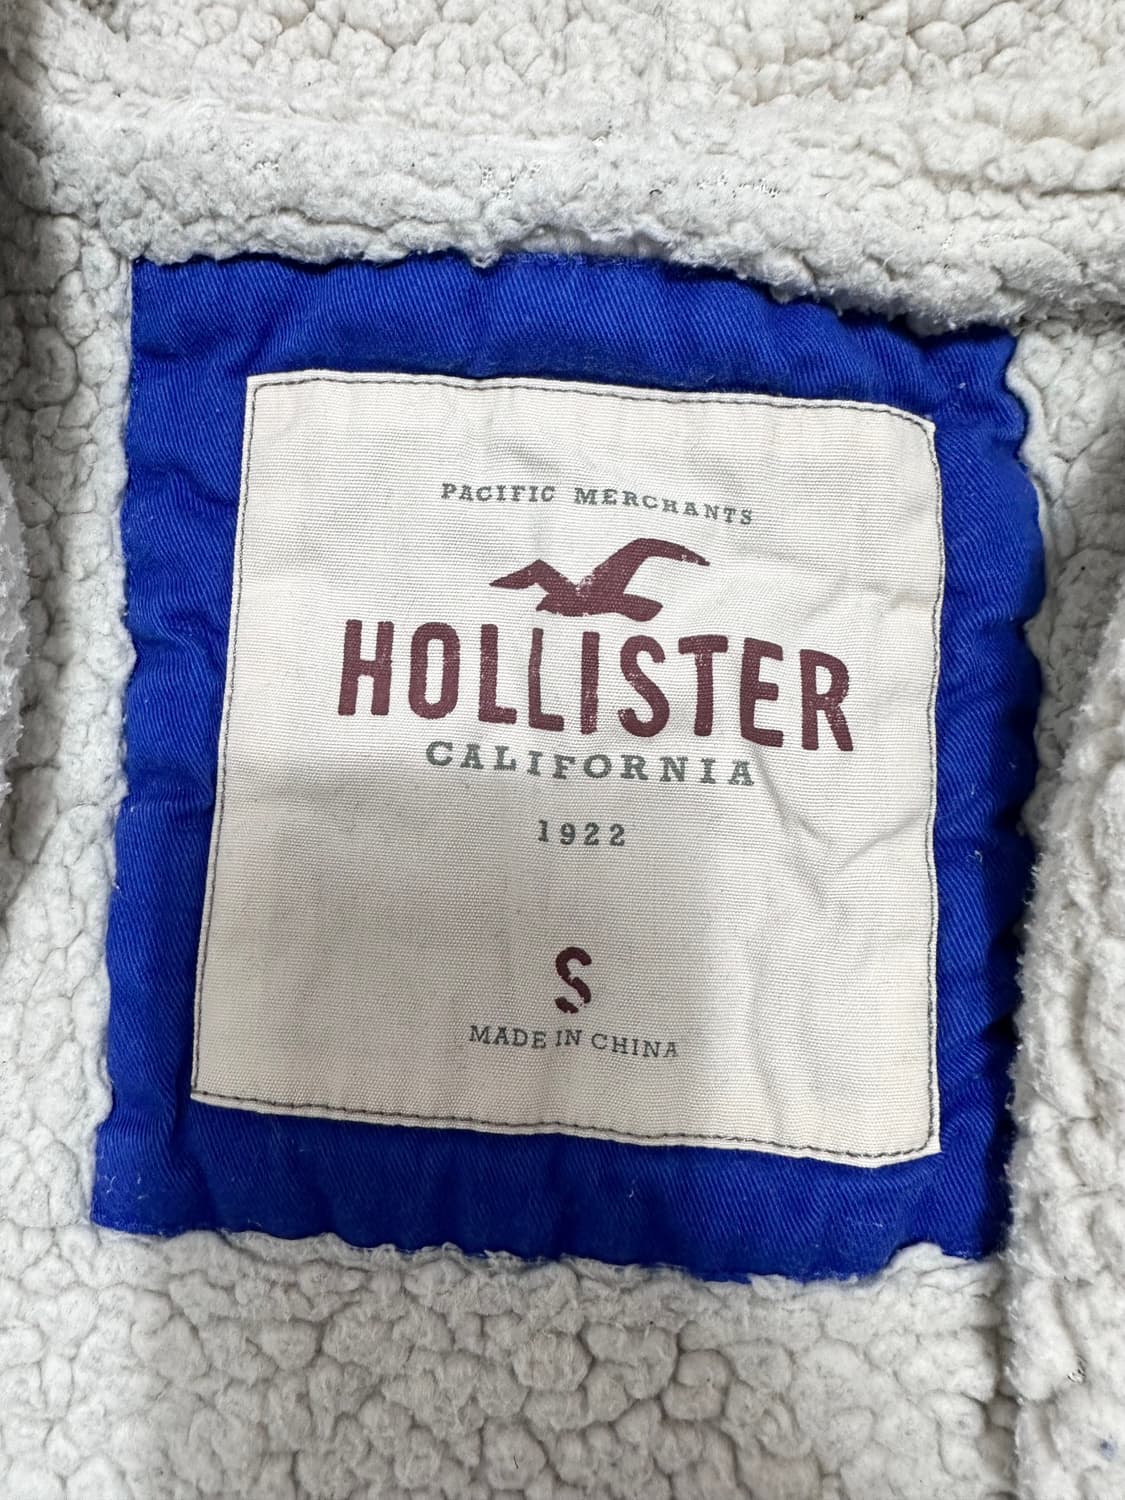 PACIFIC MERCHANTS
HOLLISTER
CALIFORNIA
1922
S
MADE IN CHINA